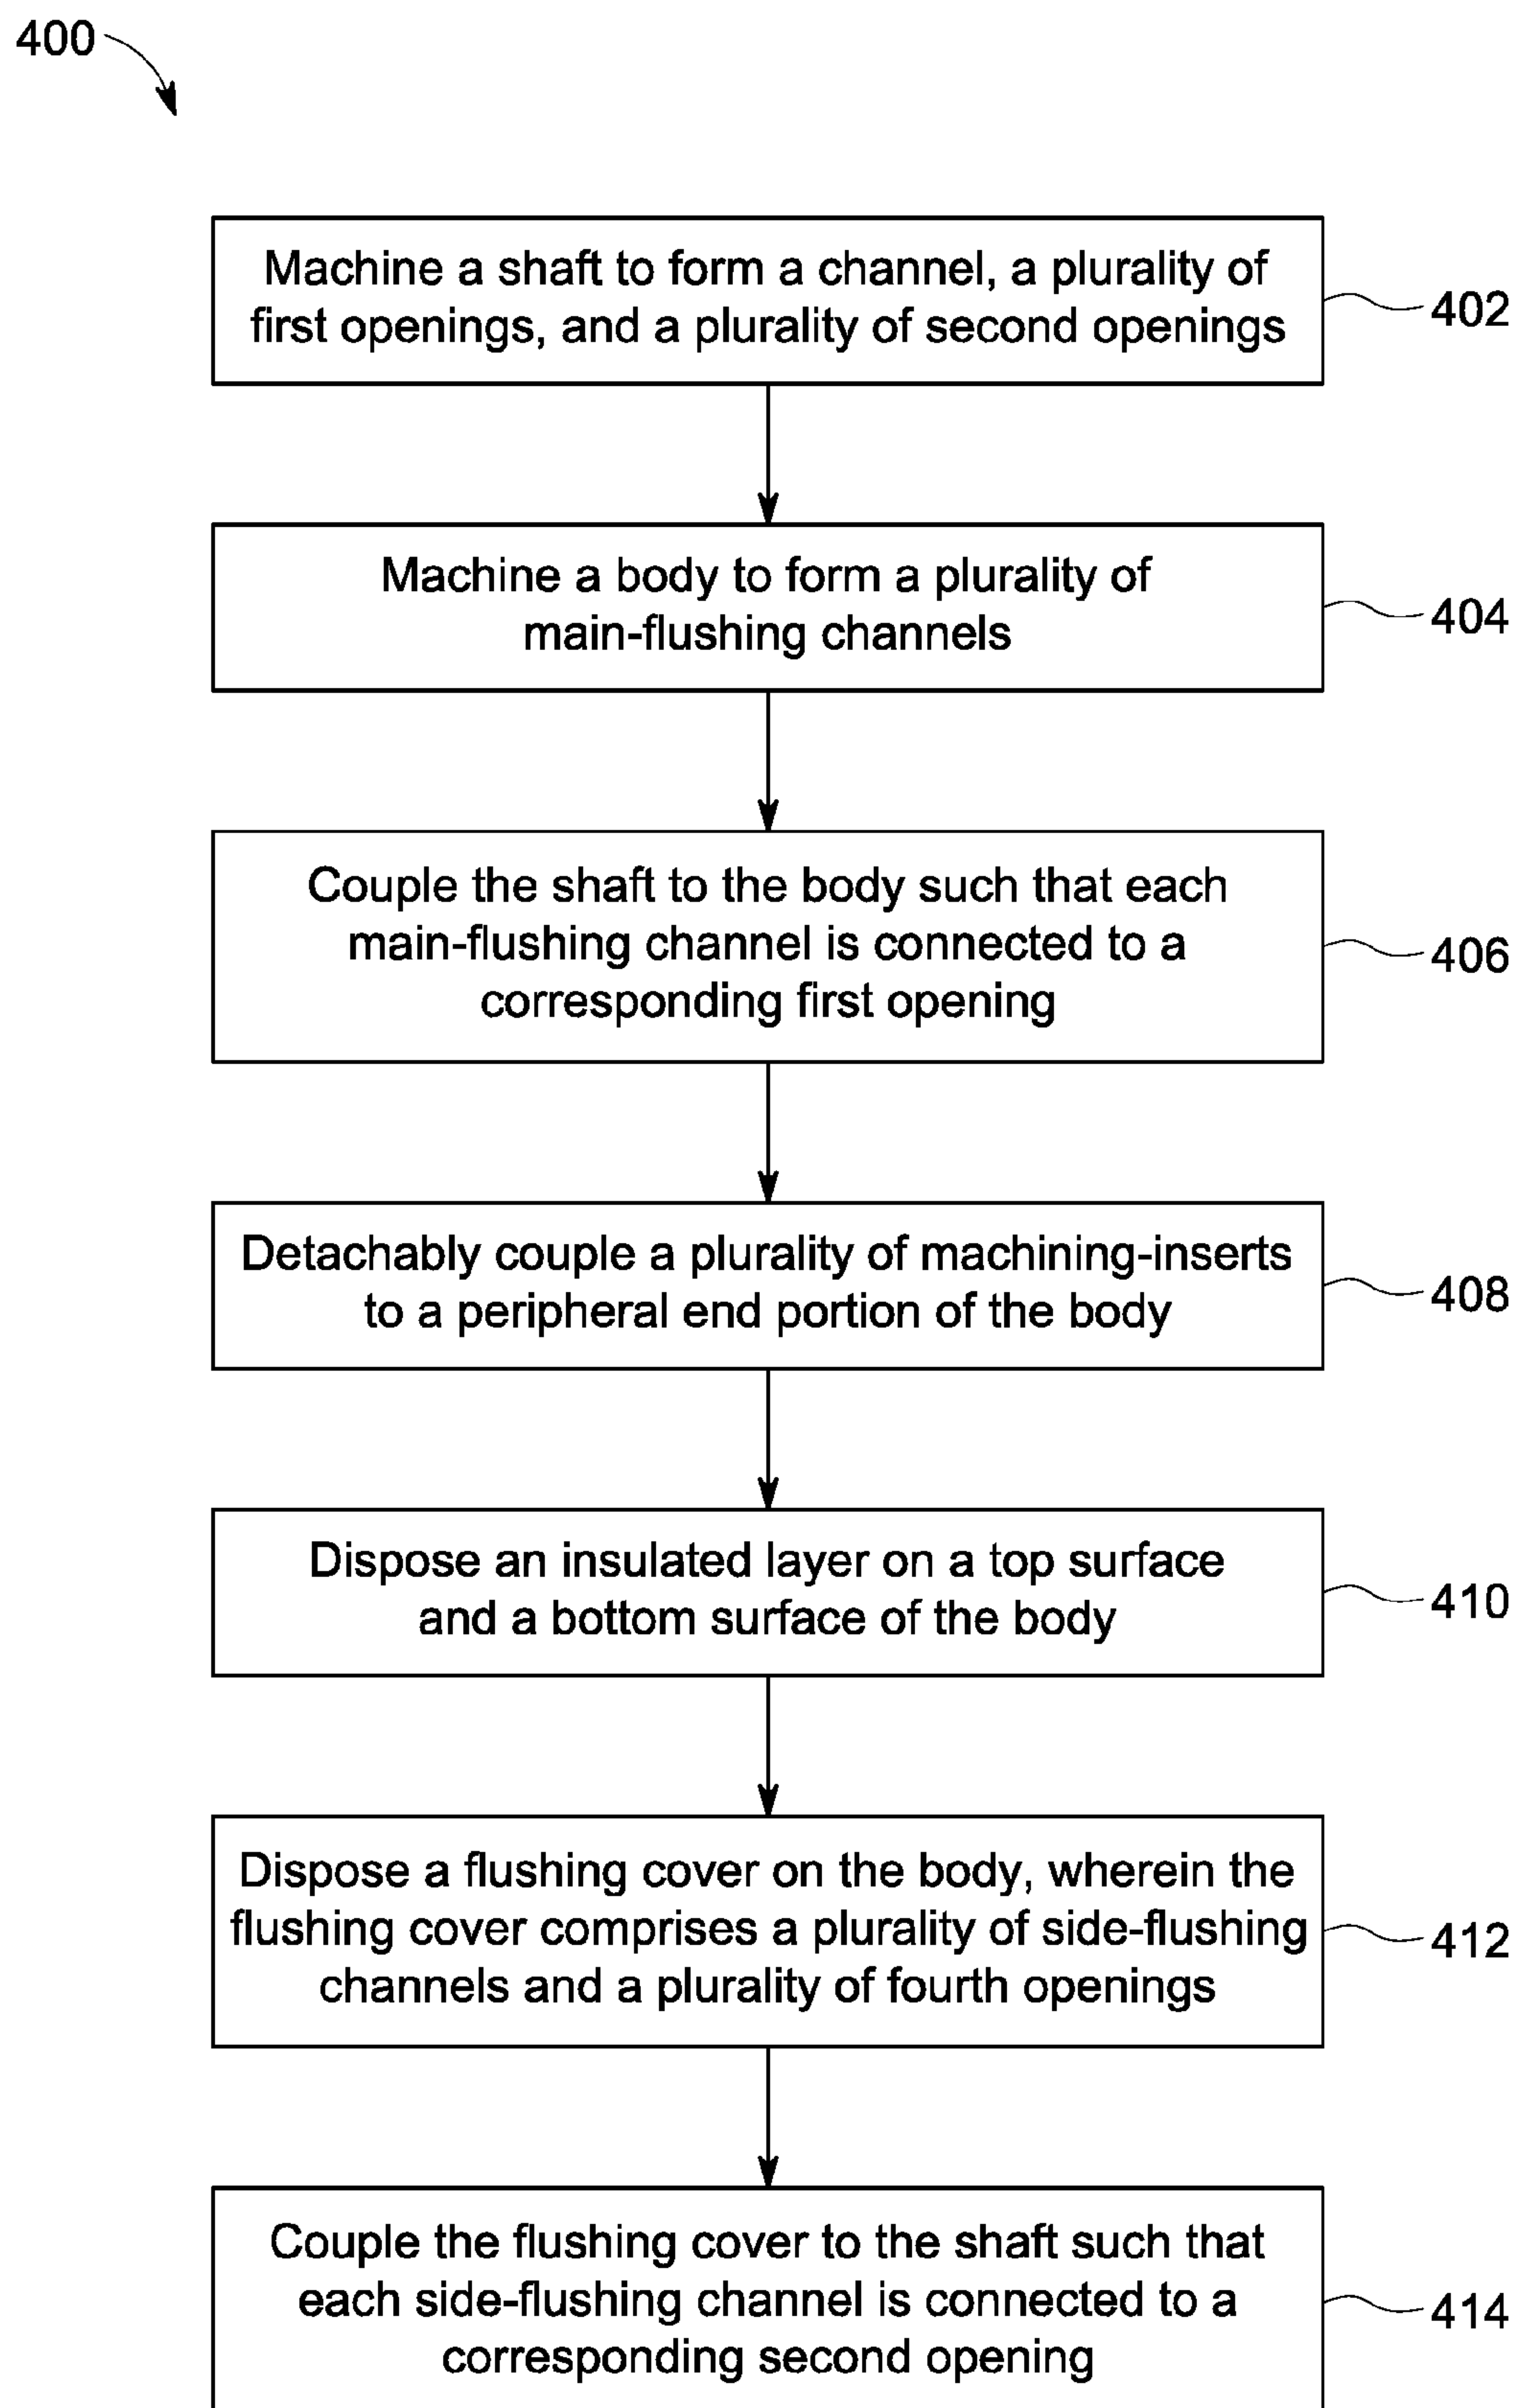 400
Machine a shaft to form a channel, a plurality of
first openings, and a plurality of second openings
402
Machine a body to form a plurality of
main-flushing channels
404
Couple the shaft to the body such that each
main-flushing channel is connected to a
corresponding first opening
406
Detachably couple a plurality of machining-inserts
to a peripheral end portion of the body
408
Dispose an insulated layer on a top surface
and a bottom surface of the body
410
Dispose a flushing cover on the body, wherein the
flushing cover comprises a plurality of side-flushing
channels and a plurality of fourth openings
412
Couple the flushing cover to the shaft such that
each side-flushing channel is connected to a
corresponding second opening
414